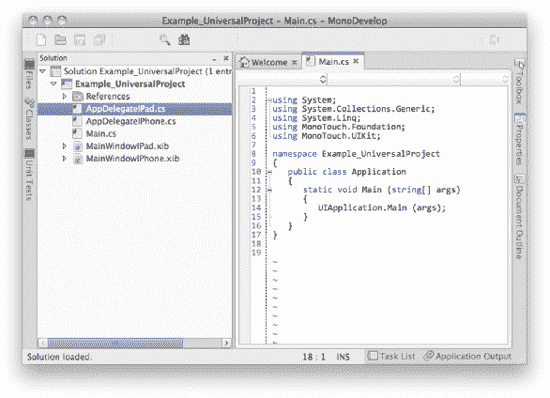 Example_UniversalProject – Main.cs – MonoDevelop
Files
Classes
Unit Tests
Solution
Solution Example_UniversalProject (1 entr
Example_UniversalProject
References
AppDelegateIPad.cs
AppDelegateIPhone.cs
Main.cs
MainWindowIPad.xib
MainWindowIPhone.xib
Welcome
Main.cs
1
2 using System;
3 using System.Collections.Generic;
4 using System.Linq;
5 using MonoTouch.Foundation;
6 using MonoTouch.UIKit;
7
8 namespace Example_UniversalProject
9 {
10 public class Application
11 {
12 static void Main (string[] args)
13 {
14 UIApplication.Main (args);
15 }
16 }
17 }
18
19
~
~
~
~
~
~
~
~
~
Toolbox
Properties
Document Outline
Solution loaded.
18 : 1 INS
Task List
Application Output